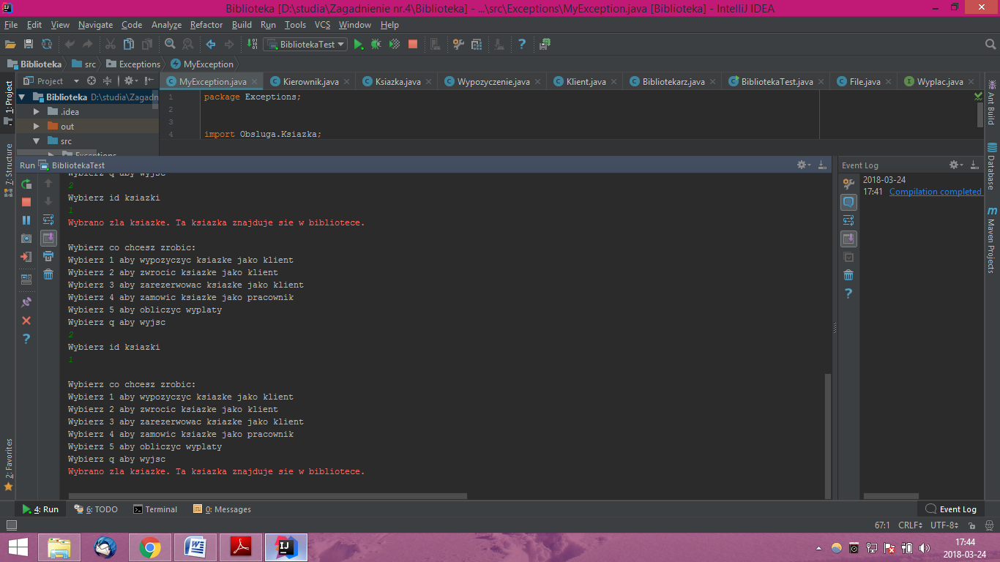 Biblioteka [D:\studia\Zagadnienie nr.4\Biblioteka] - ...\src\Exceptions\MyException.java [Biblioteka] - IntelliJ IDEA
File Edit View Navigate Code Analyze Refactor Build Run Tools VCS Window Help
BibliotekaTest
Biblioteka src Exceptions MyException
Project MyException.java Kierownik.java Ksiazka.java Wypozyczenie.java Klient.java Bibliotekarz.java BibliotekaTest.java File.java Wyplac.java
1: Project
Biblioteka D:\studia\Zagadn
.idea
out
src
Exceptions
1 package Exceptions;
2
3
4 import Obsluga.Ksiazka;
Ant Build
Database
Maven Projects
Z: Structure
2: Favorites
Run BibliotekaTest
Wybierz q aby wyjsc
2
Wybierz id ksiazki
1
Wybrano zla ksiazke. Ta ksiazka znajduje sie w bibliotece.
Wybierz co chcesz zrobic:
Wybierz 1 aby wypozyczyc ksiazke jako klient
Wybierz 2 aby zwrocic ksiazke jako klient
Wybierz 3 aby zarezerwowac ksiazke jako klient
Wybierz 4 aby zamowic ksiazke jako pracownik
Wybierz 5 aby obliczyc wyplaty
Wybierz q aby wyjsc
2
Wybierz id ksiazki
1
Wybierz co chcesz zrobic:
Wybierz 1 aby wypozyczyc ksiazke jako klient
Wybierz 2 aby zwrocic ksiazke jako klient
Wybierz 3 aby zarezerwowac ksiazke jako klient
Wybierz 4 aby zamowic ksiazke jako pracownik
Wybierz 5 aby obliczyc wyplaty
Wybierz q aby wyjsc
Wybrano zla ksiazke. Ta ksiazka znajduje sie w bibliotece.
Event Log
2018-03-24
17:41 Compilation completed
4: Run 6: TODO Terminal 0: Messages Event Log
67:1 CRLF UTF-8
17:44
2018-03-24